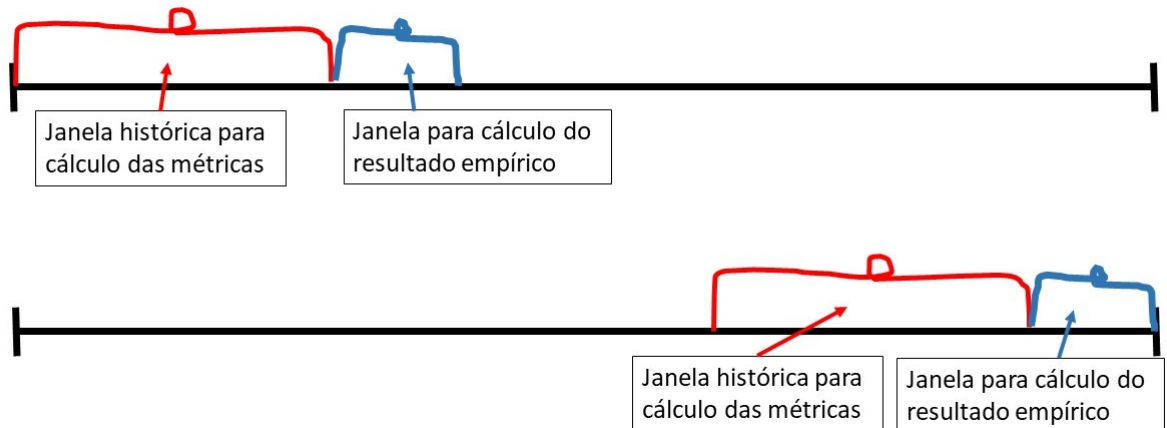 Janela histórica para
cálculo das métricas
Janela para cálculo do
resultado empírico
Janela histórica para
cálculo das métricas
Janela para cálculo do
resultado empírico